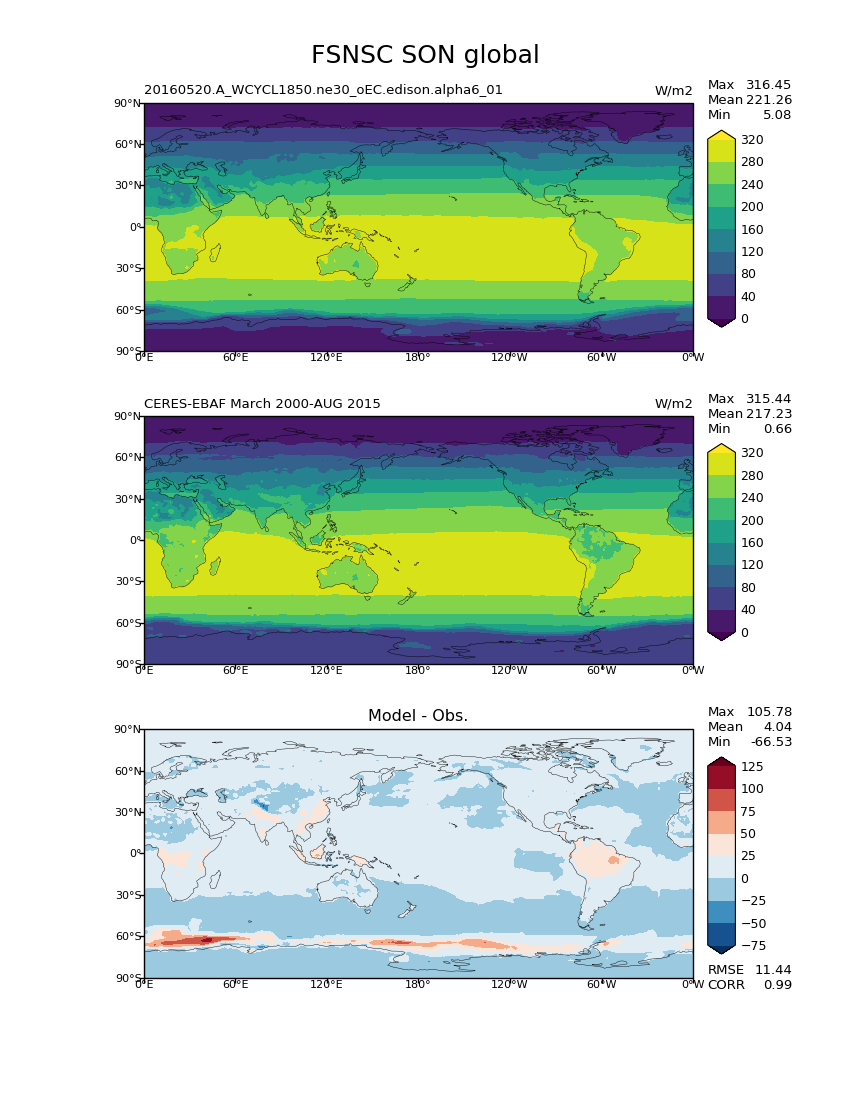 FSNSC SON global
20160520.A_WCYCL1850.ne30_oEC.edison.alpha6_01 W/m2
Max 316.45
Mean 221.26
Min 5.08
90°N
60°N
30°N
0°
30°S
60°S
90°S
0°E 60°E 120°E 180° 120°W 60°W 0°W
320
280
240
200
160
120
80
40
0
CERES-EBAF March 2000-AUG 2015 W/m2
Max 315.44
Mean 217.23
Min 0.66
90°N
60°N
30°N
0°
30°S
60°S
90°S
0°E 60°E 120°E 180° 120°W 60°W 0°W
320
280
240
200
160
120
80
40
0
Model - Obs.
Max 105.78
Mean 4.04
Min -66.53
90°N
60°N
30°N
0°
30°S
60°S
90°S
0°E 60°E 120°E 180° 120°W 60°W 0°W
125
100
75
50
25
0
−25
−50
−75
RMSE 11.44
CORR 0.99